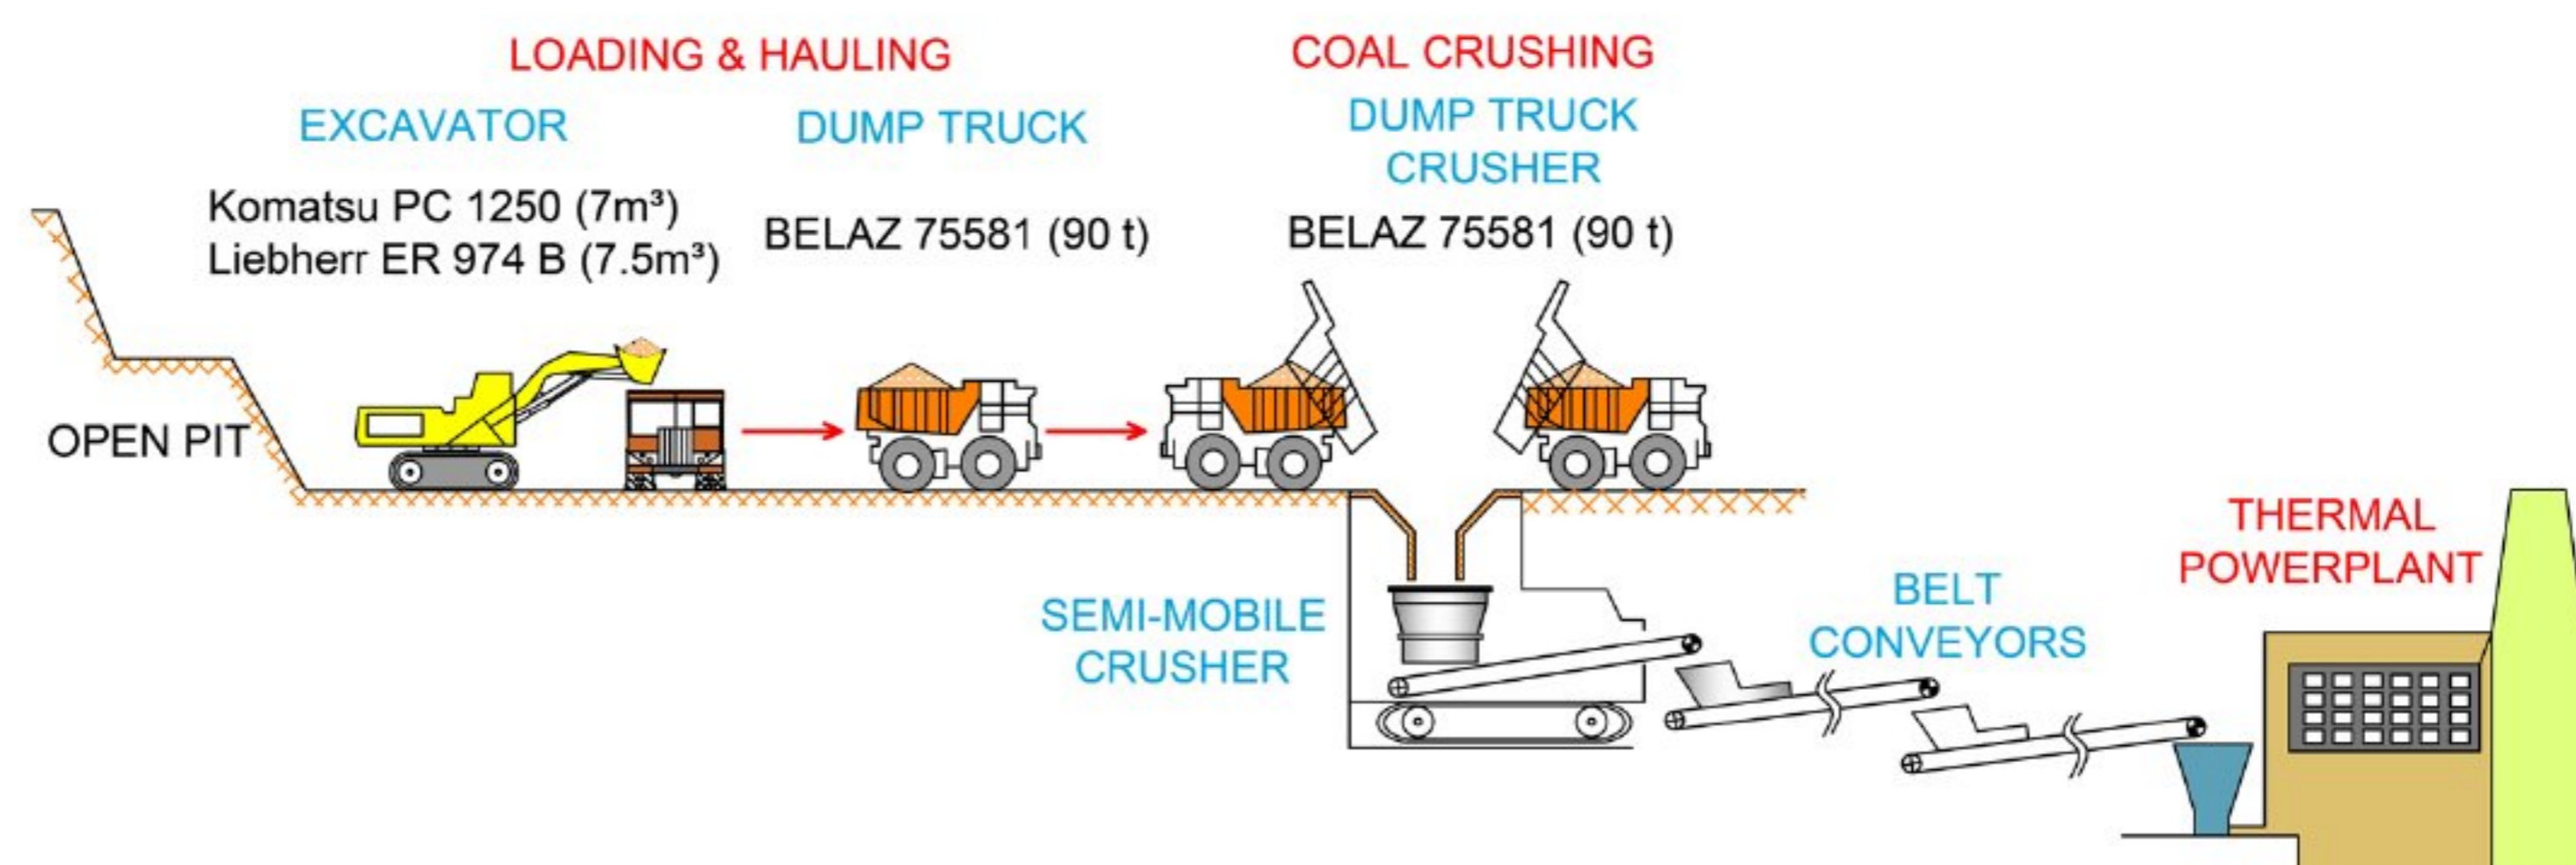 LOADING & HAULING
EXCAVATOR
Komatsu PC 1250 (7m³)
Liebherr ER 974 B (7.5m³)
DUMP TRUCK
BELAZ 75581 (90 t)
COAL CRUSHING
DUMP TRUCK
CRUSHER
BELAZ 75581 (90 t)
OPEN PIT
SEMI-MOBILE
CRUSHER
BELT
CONVEYORS
THERMAL
POWERPLANT